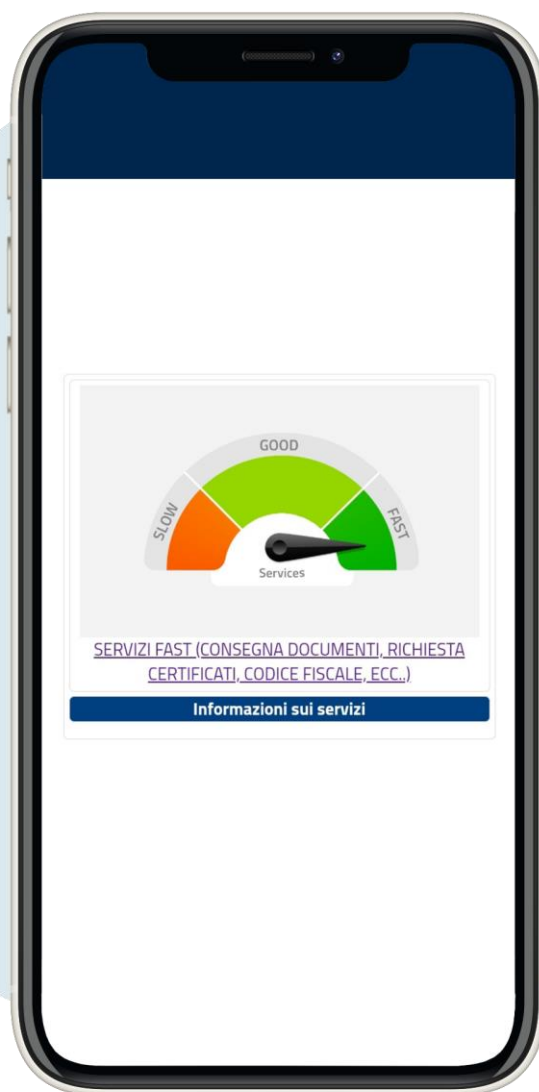 GOOD
SLOW
FAST
Services
SERVIZI FAST (CONSEGNA DOCUMENTI, RICHIESTA
CERTIFICATI, CODICE FISCALE, ECC..)
Informazioni sui servizi